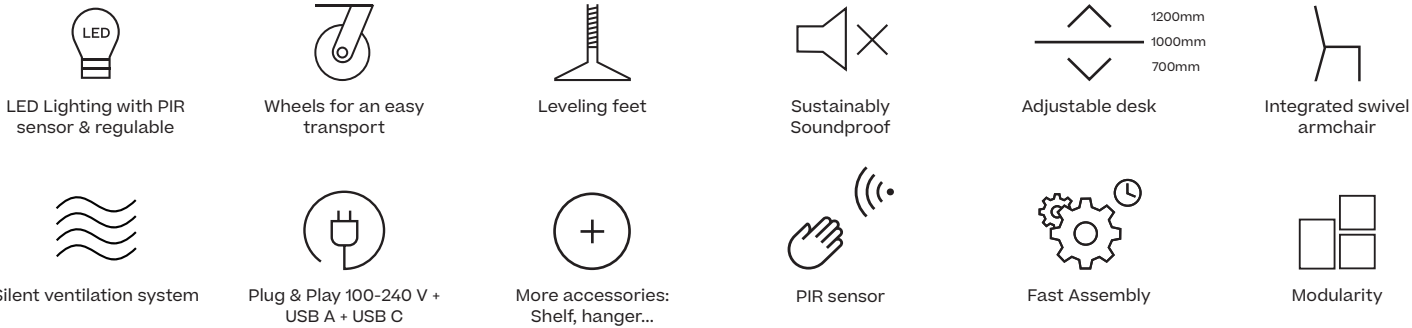 LED
1200mm
1000mm
700mm
LED Lighting with PIR
sensor & regulable
Wheels for an easy
transport
Leveling feet
Sustainably
Soundproof
Adjustable desk
Integrated swivel
armchair
Silent ventilation system
Plug & Play 100-240 V +
USB A + USB C
More accessories:
Shelf, hanger...
PIR sensor
Fast Assembly
Modularity